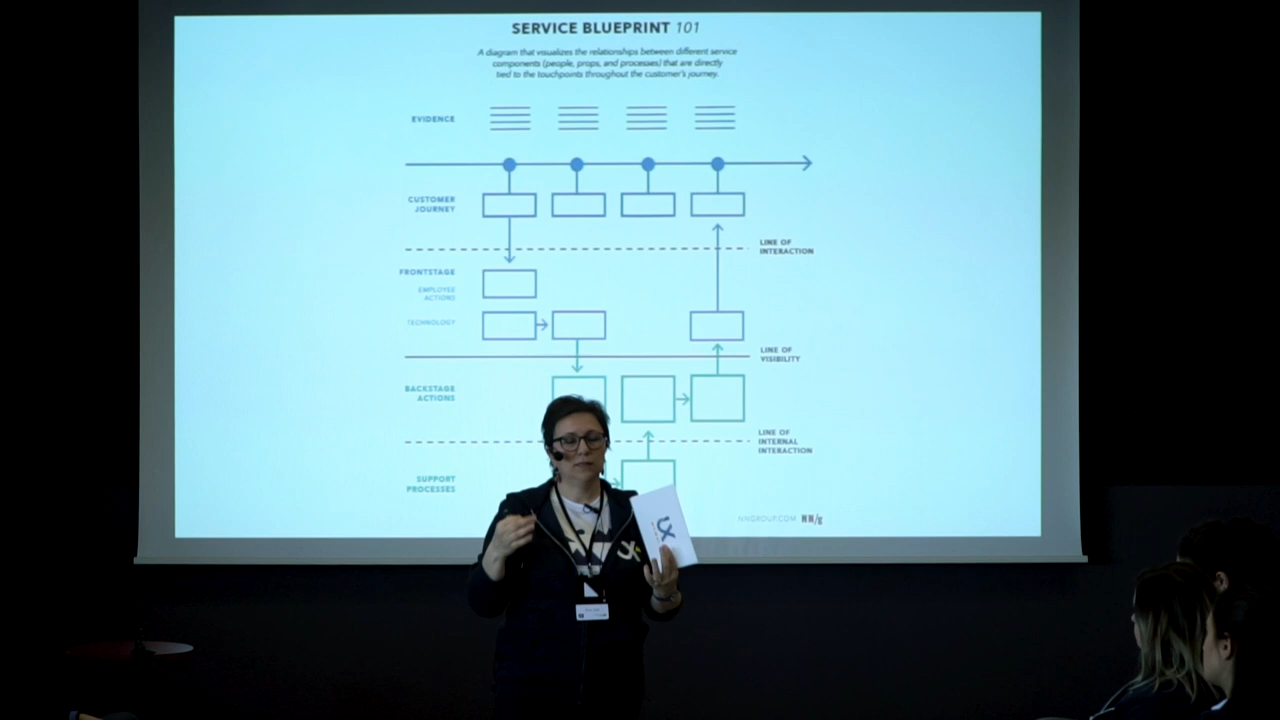 SERVICE BLUEPRINT 101
A diagram that visualizes the relationships between different service
components (people, props, and processes) that are directly
tied to the touchpoints throughout the customer's journey.
EVIDENCE
CUSTOMER
JOURNEY
LINE OF
INTERACTION
FRONTSTAGE
EMPLOYEE
ACTIONS
TECHNOLOGY
LINE OF
VISIBILITY
BACKSTAGE
ACTIONS
LINE OF
INTERNAL
INTERACTION
SUPPORT
PROCESSES
NNGROUP.COM NN/g
UX